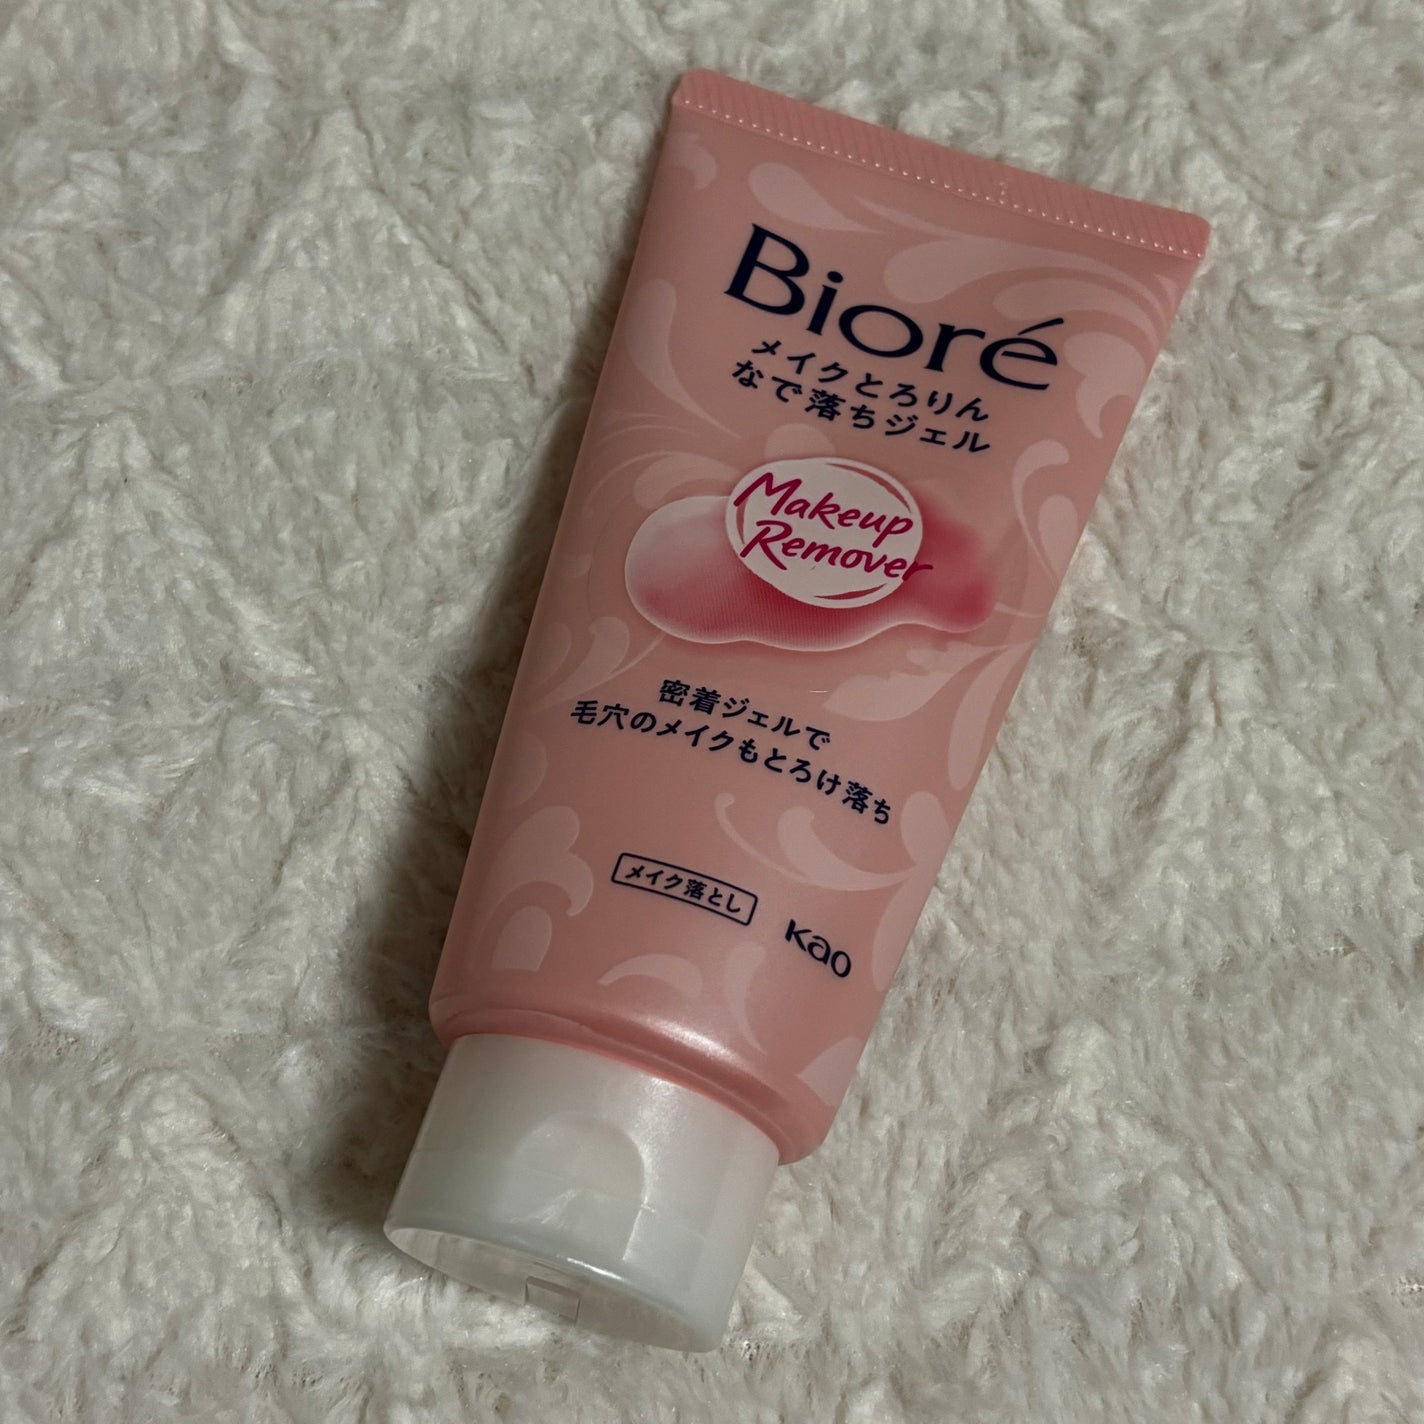 Bioré
メイクとろりん
なで落ちジェル
Makeup
Remover
密着ジェルで
毛穴のメイクもとろけ落ち
メイク落とし
Kao